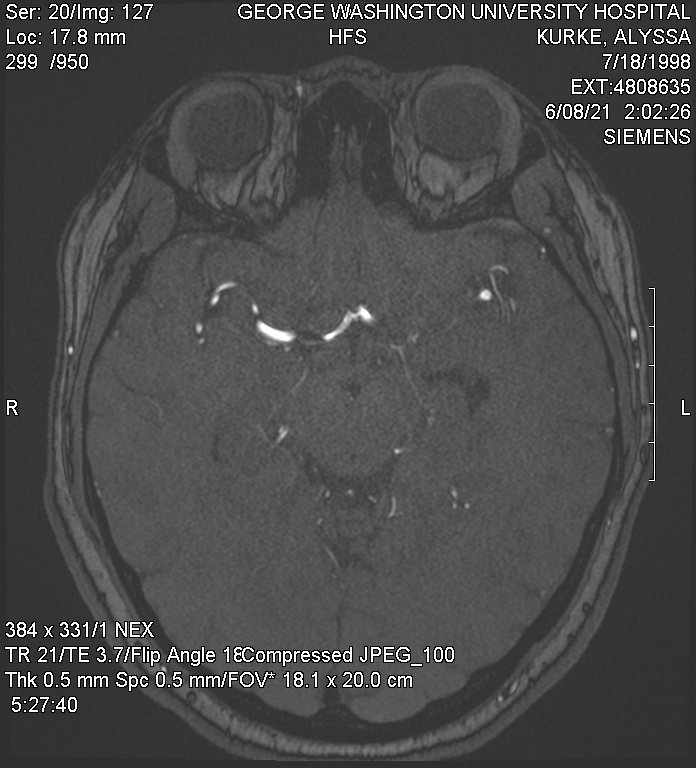 Ser: 20/Img: 127
Loc: 17.8 mm
299 /950
GEORGE WASHINGTON UNIVERSITY HOSPITAL
HFS
KURKE, ALYSSA
7/18/1998
EXT:4808635
6/08/21 2:02:26
SIEMENS
R
L
384 x 331/1 NEX
TR 21/TE 3.7/Flip Angle 18Compressed JPEG_100
Thk 0.5 mm Spc 0.5 mm/FOV* 18.1 x 20.0 cm
5:27:40